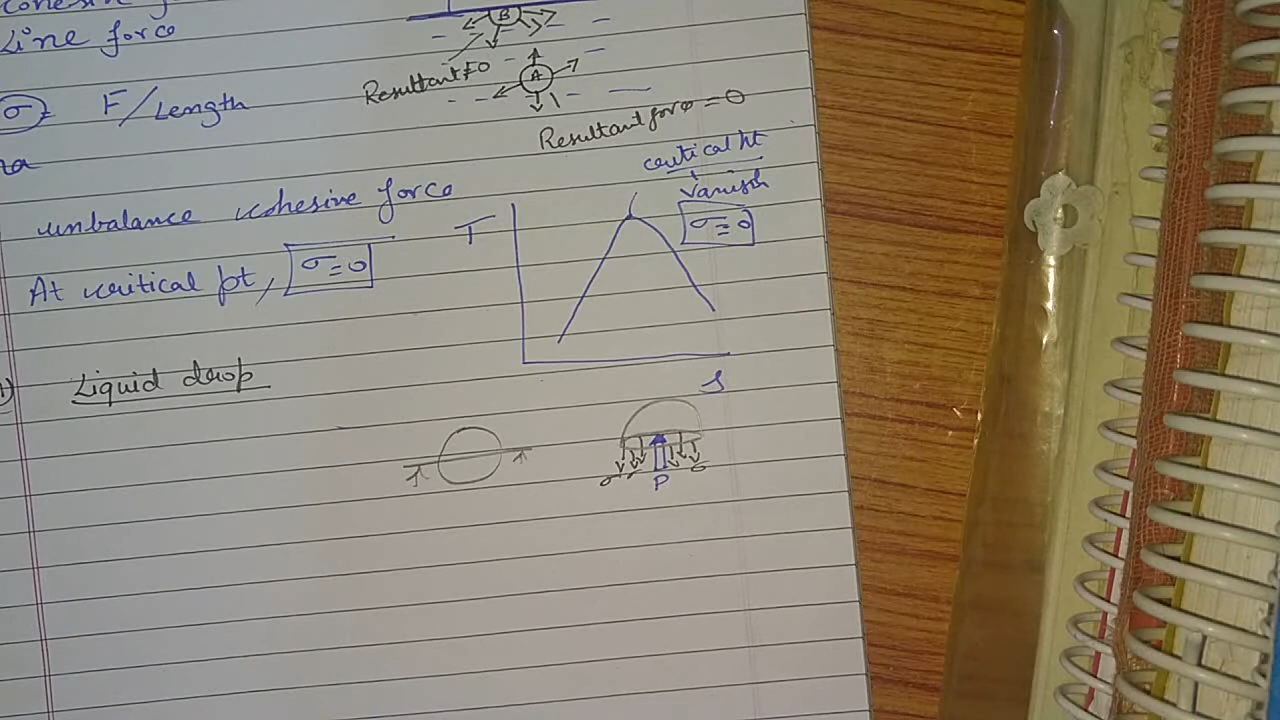 Line force
B
Resultant≠0
A
σ = F/Length
Resultant force = 0
critical pt
Vanish
σ=0
unbalance cohesive force
T
At critical pt, σ=0
s
1) Liquid drop
σ σ
P